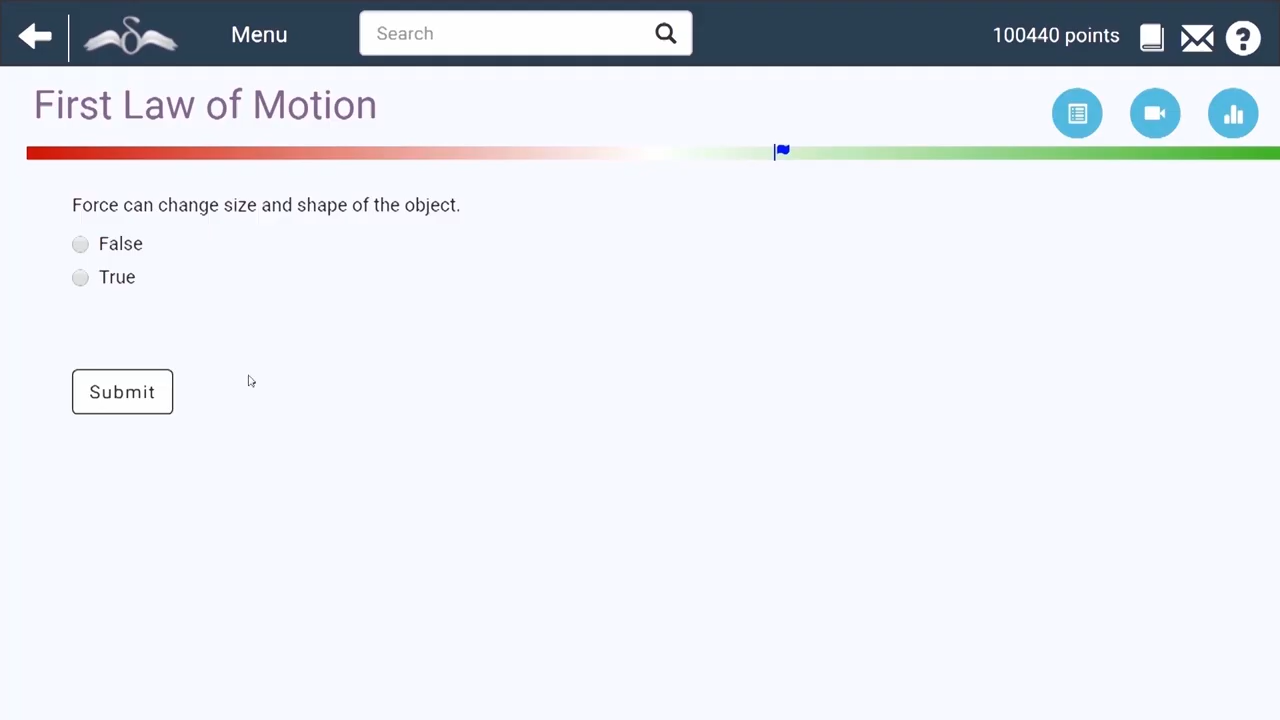 Menu
Search
100440 points
First Law of Motion
Force can change size and shape of the object.
False
True
Submit